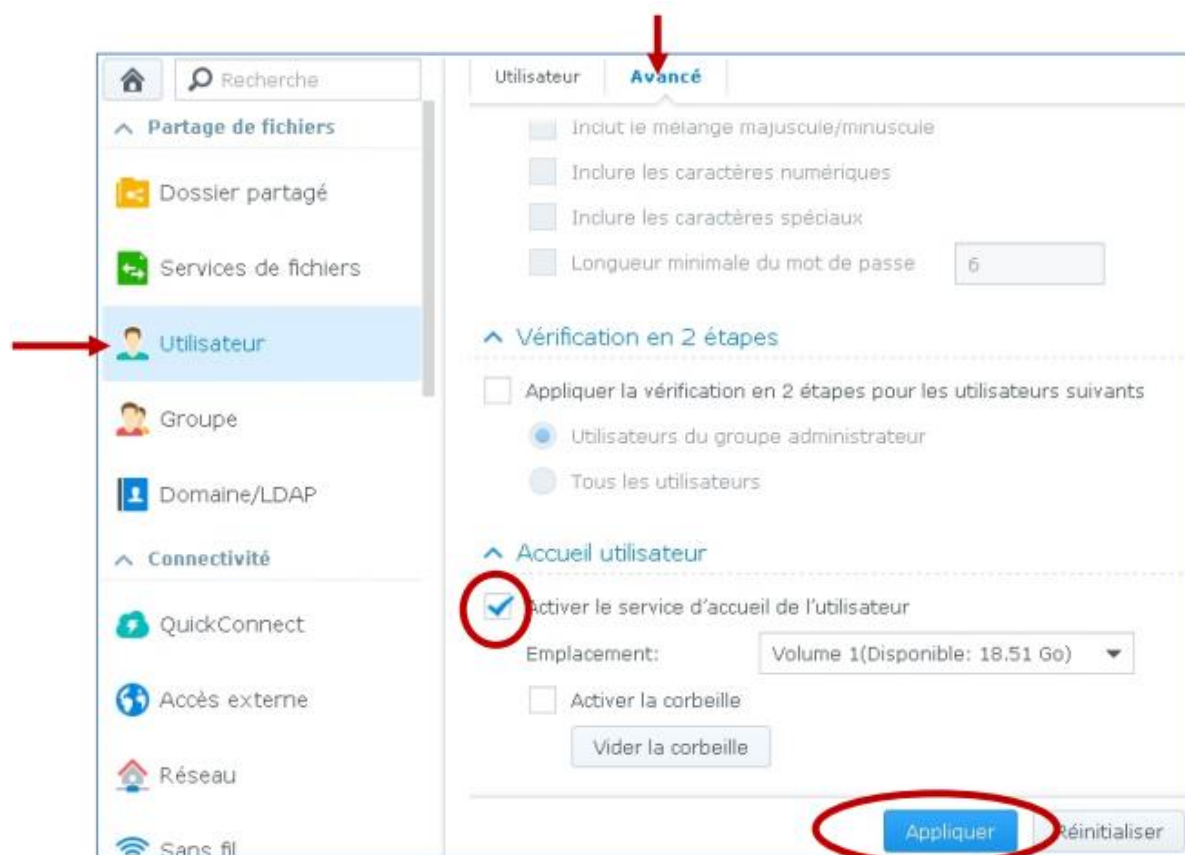 Recherche
Partage de fichiers
Dossier partagé
Services de fichiers
Utilisateur
Groupe
Domaine/LDAP
Connectivité
QuickConnect
Accès externe
Réseau
Sans fil
Utilisateur Avancé
Inclut le mélange majuscule/minuscule
Inclure les caractères numériques
Inclure les caractères spéciaux
Longueur minimale du mot de passe 6
Vérification en 2 étapes
Appliquer la vérification en 2 étapes pour les utilisateurs suivants
Utilisateurs du groupe administrateur
Tous les utilisateurs
Accueil utilisateur
Activer le service d'accueil de l'utilisateur
Emplacement: Volume 1(Disponible: 18.51 Go)
Activer la corbeille
Vider la corbeille
Appliquer Réinitialiser